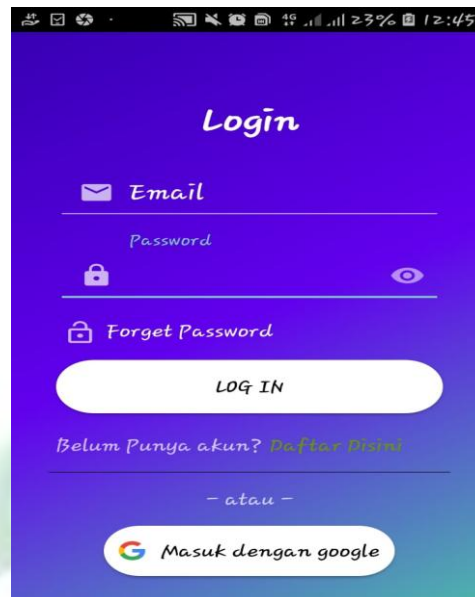 4G 23% 12:45
Login
Email
Password
Forget Password
LOG IN
Belum Punya akun? Daftar Disini
- atau -
G Masuk dengan google